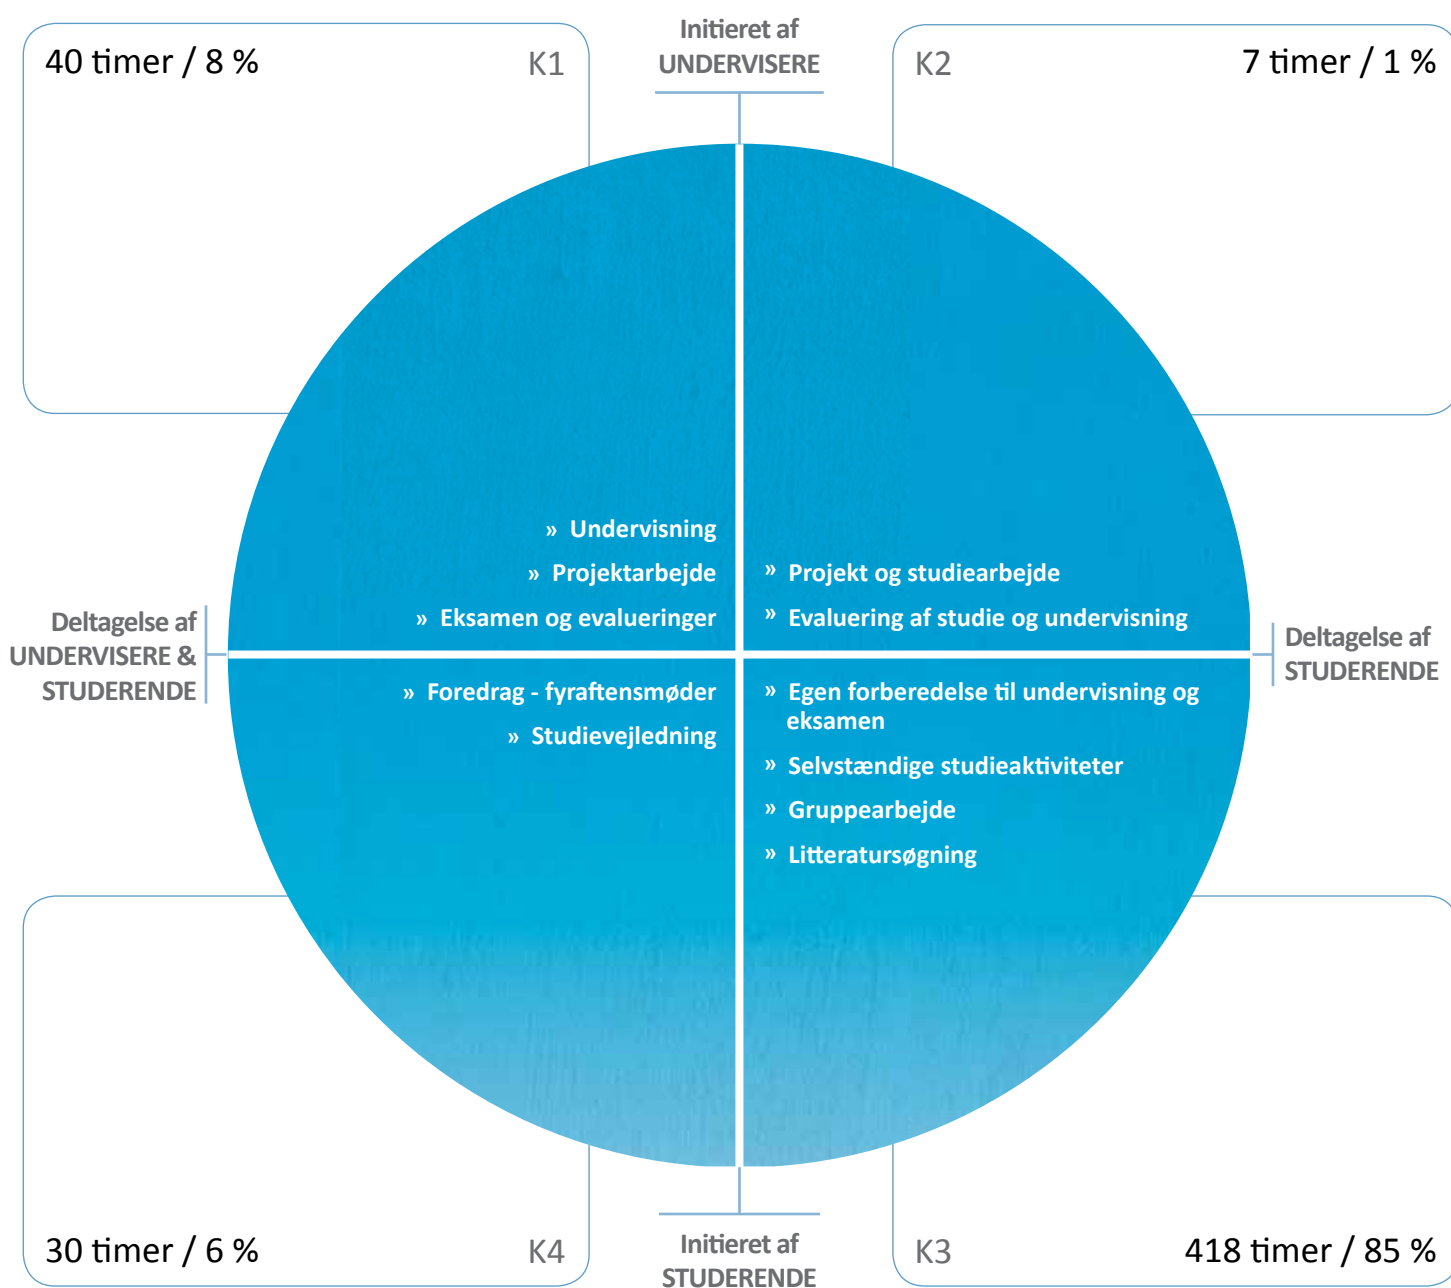 40 timer / 8 %
K1
Initieret af
UNDERVISERE
K2
7 timer / 1 %
» Undervisning
» Projektarbejde
» Eksamen og evalueringer
» Projekt og studiearbejde
» Evaluering af studie og undervisning
Deltagelse af
UNDERVISERE &
STUDERENDE
Deltagelse af
STUDERENDE
» Foredrag - fyraftensmøder
» Studievejledning
» Egen forberedelse til undervisning og
eksamen
» Selvstændige studieaktiviteter
» Gruppearbejde
» Litteratursøgning
30 timer / 6 %
K4
Initieret af
STUDERENDE
K3
418 timer / 85 %